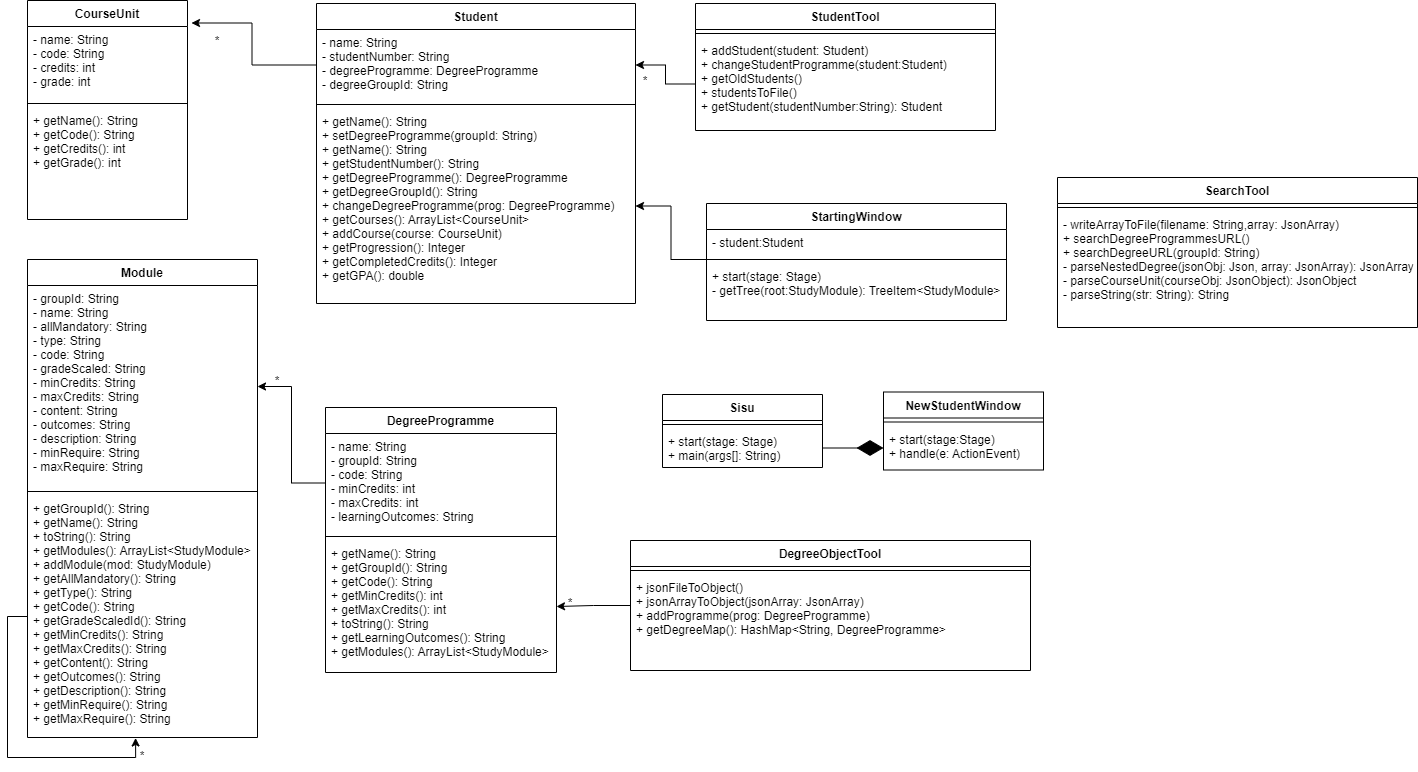 CourseUnit
- name: String
- code: String
- credits: int
- grade: int
+ getName(): String
+ getCode(): String
+ getCredits(): int
+ getGrade(): int
*
Student
- name: String
- studentNumber: String
- degreeProgramme: DegreeProgramme
- degreeGroupId: String
+ getName(): String
+ setDegreeProgramme(groupId: String)
+ getName(): String
+ getStudentNumber(): String
+ getDegreeProgramme(): DegreeProgramme
+ getDegreeGroupId(): String
+ changeDegreeProgramme(prog: DegreeProgramme)
+ getCourses(): ArrayList<CourseUnit>
+ addCourse(course: CourseUnit)
+ getProgression(): Integer
+ getCompletedCredits(): Integer
+ getGPA(): double
*
StudentTool
+ addStudent(student: Student)
+ changeStudentProgramme(student:Student)
+ getOldStudents()
+ studentsToFile()
+ getStudent(studentNumber:String): Student
StartingWindow
- student:Student
+ start(stage: Stage)
- getTree(root:StudyModule): TreeItem<StudyModule>
SearchTool
- writeArrayToFile(filename: String,array: JsonArray)
+ searchDegreeProgrammesURL()
+ searchDegreeURL(groupId: String)
- parseNestedDegree(jsonObj: Json, array: JsonArray): JsonArray
- parseCourseUnit(courseObj: JsonObject): JsonObject
- parseString(str: String): String
Module
- groupId: String
- name: String
- allMandatory: String
- type: String
- code: String
- gradeScaled: String
- minCredits: String
- maxCredits: String
- content: String
- outcomes: String
- description: String
- minRequire: String
- maxRequire: String
+ getGroupId(): String
+ getName(): String
+ toString(): String
+ getModules(): ArrayList<StudyModule>
+ addModule(mod: StudyModule)
+ getAllMandatory(): String
+ getType(): String
+ getCode(): String
+ getGradeScaledId(): String
+ getMinCredits(): String
+ getMaxCredits(): String
+ getContent(): String
+ getOutcomes(): String
+ getDescription(): String
+ getMinRequire(): String
+ getMaxRequire(): String
*
*
DegreeProgramme
- name: String
- groupId: String
- code: String
- minCredits: int
- maxCredits: int
- learningOutcomes: String
+ getName(): String
+ getGroupId(): String
+ getCode(): String
+ getMinCredits(): int
+ getMaxCredits(): int
+ toString(): String
+ getLearningOutcomes(): String
+ getModules(): ArrayList<StudyModule>
*
Sisu
+ start(stage: Stage)
+ main(args[]: String)
NewStudentWindow
+ start(stage:Stage)
+ handle(e: ActionEvent)
DegreeObjectTool
+ jsonFileToObject()
+ jsonArrayToObject(jsonArray: JsonArray)
+ addProgramme(prog: DegreeProgramme)
+ getDegreeMap(): HashMap<String, DegreeProgramme>